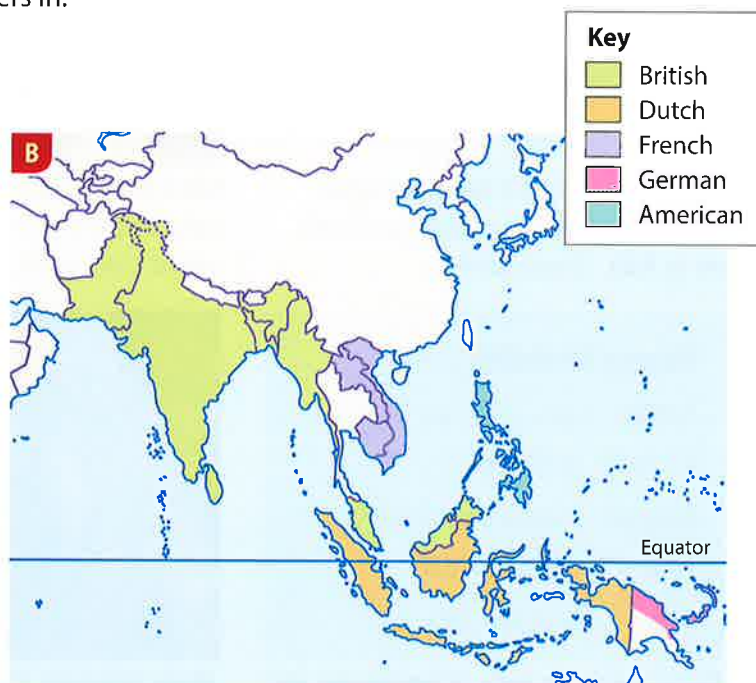 Key
British
Dutch
French
German
American
B
Equator